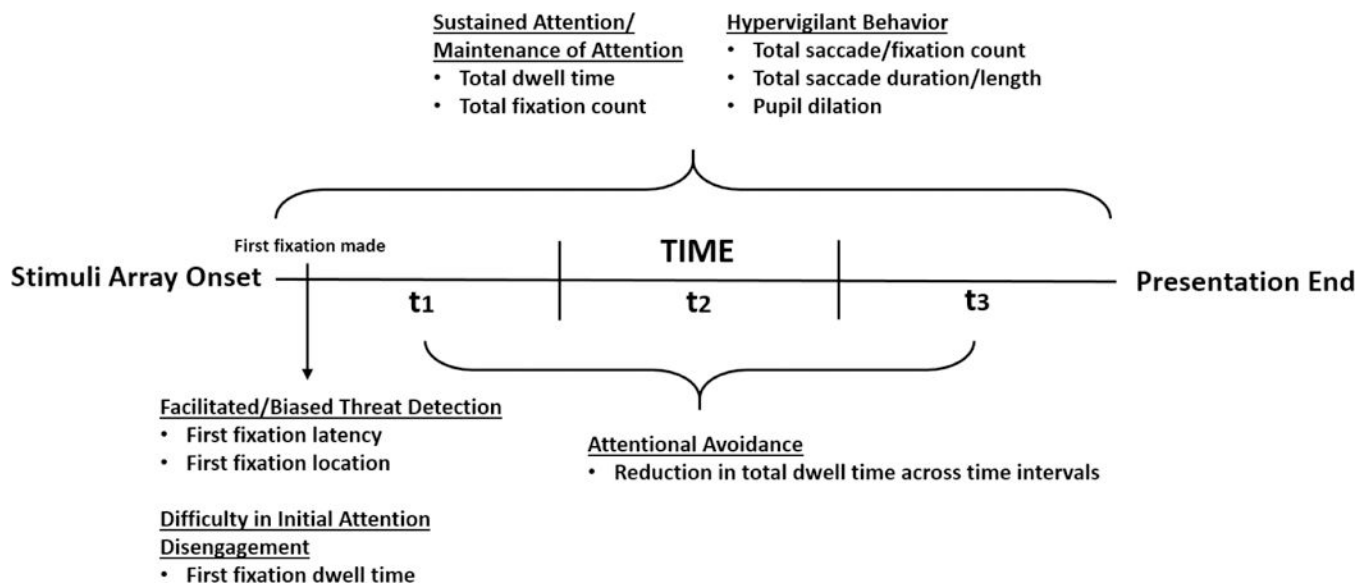 Sustained Attention/
Maintenance of Attention
• Total dwell time
• Total fixation count
Hypervigilant Behavior
• Total saccade/fixation count
• Total saccade duration/length
• Pupil dilation
First fixation made
TIME
Stimuli Array Onset
Presentation End
t1
t2
t3
Facilitated/Biased Threat Detection
• First fixation latency
• First fixation location
Attentional Avoidance
• Reduction in total dwell time across time intervals
Difficulty in Initial Attention
Disengagement
• First fixation dwell time